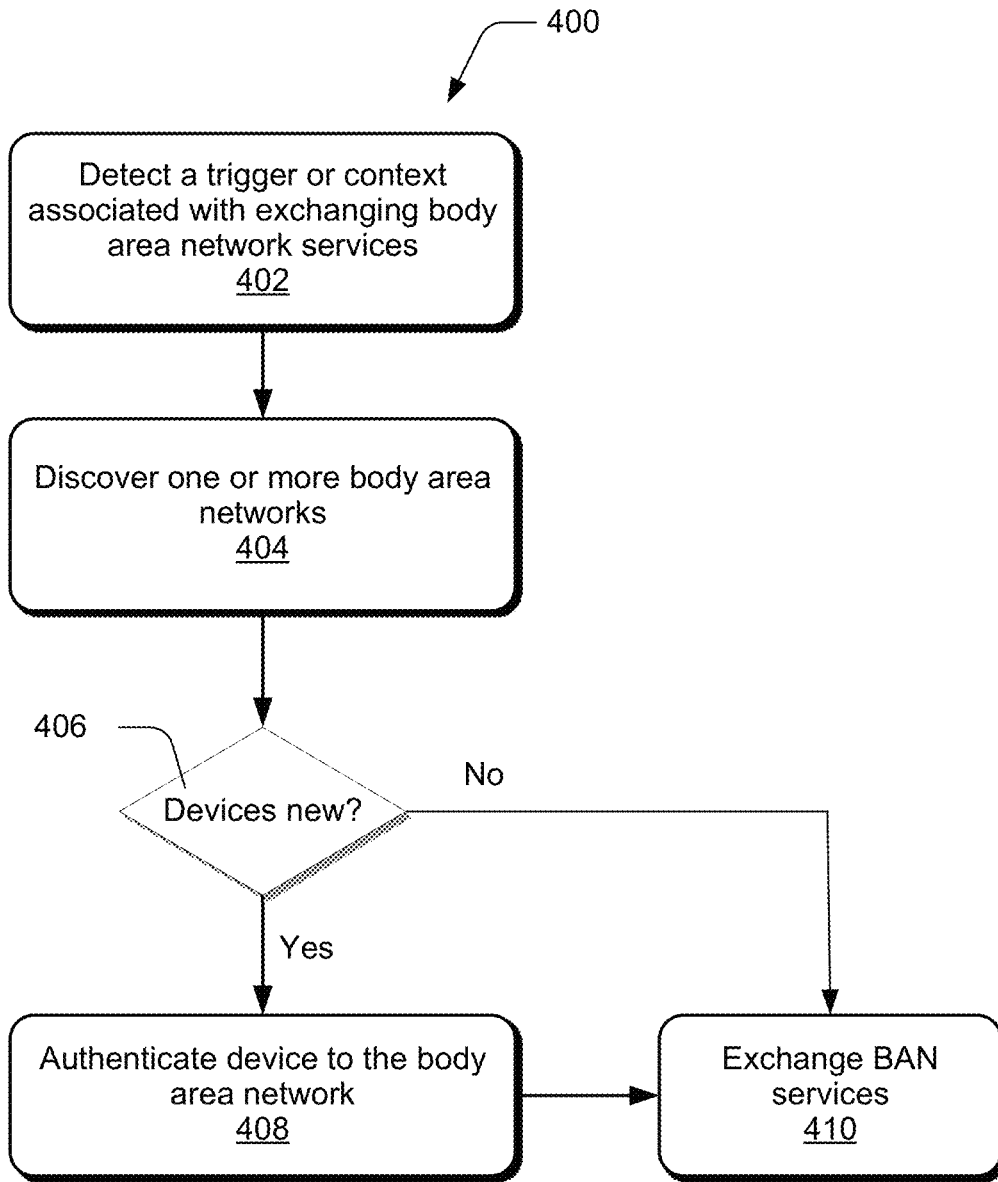 400
Detect a trigger or context
associated with exchanging body
area network services
402
Discover one or more body area
networks
404
406
Devices new?
No
Yes
Authenticate device to the body
area network
408
Exchange BAN
services
410